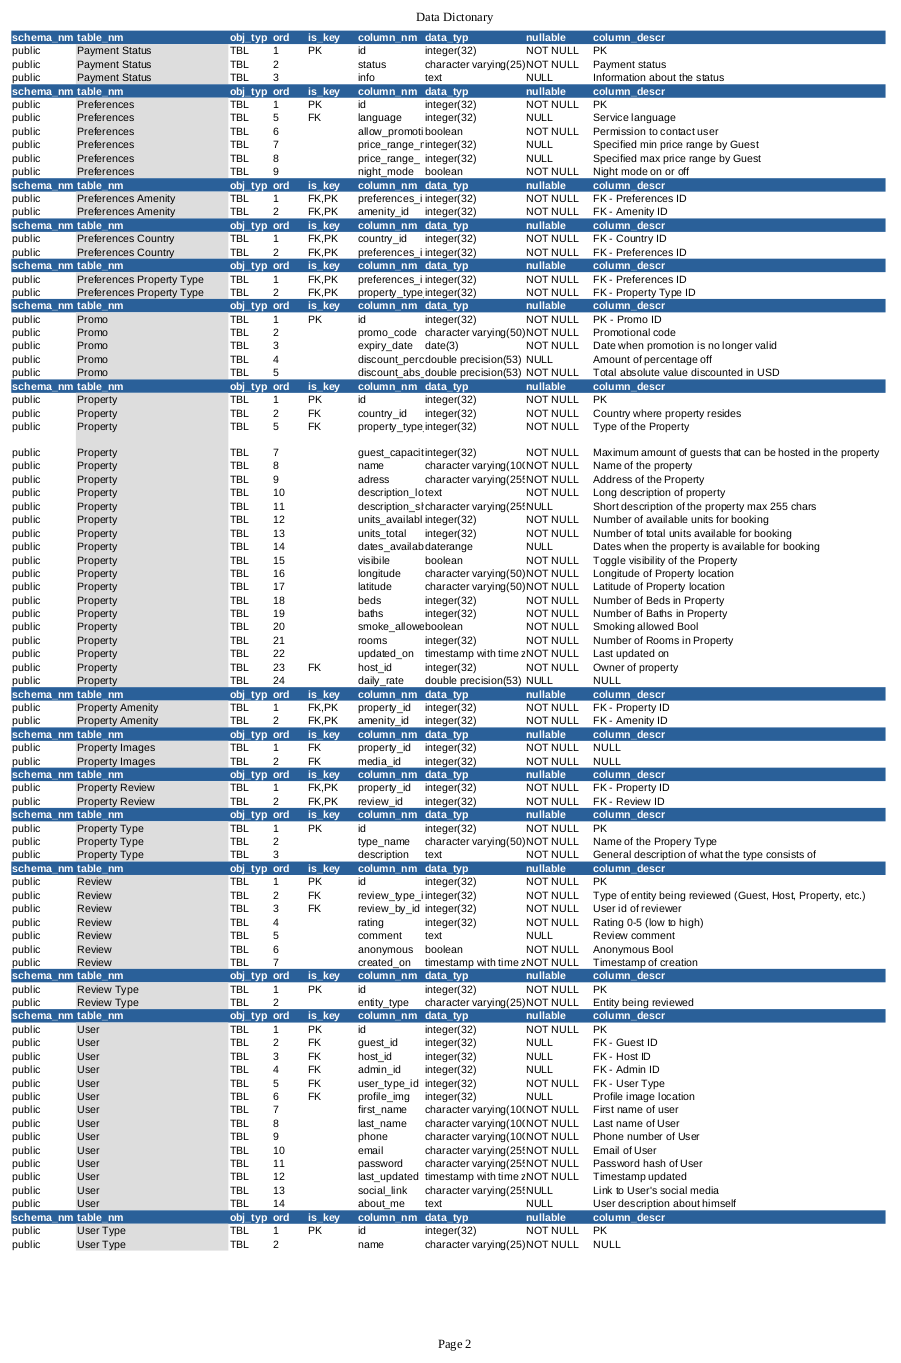 Data Dictonary
schema_nm table_nm obj_typ ord is_key column_nm data_typ nullable column_descr
public Payment Status TBL 1 PK id integer(32) NOT NULL PK
public Payment Status TBL 2 status character varying(25) NOT NULL Payment status
public Payment Status TBL 3 info text NULL Information about the status
schema_nm table_nm obj_typ ord is_key column_nm data_typ nullable column_descr
public Preferences TBL 1 PK id integer(32) NOT NULL PK
public Preferences TBL 5 FK language integer(32) NULL Service language
public Preferences TBL 6 allow_promoti boolean NOT NULL Permission to contact user
public Preferences TBL 7 price_range_r integer(32) NULL Specified min price range by Guest
public Preferences TBL 8 price_range_ integer(32) NULL Specified max price range by Guest
public Preferences TBL 9 night_mode boolean NOT NULL Night mode on or off
schema_nm table_nm obj_typ ord is_key column_nm data_typ nullable column_descr
public Preferences Amenity TBL 1 FK,PK preferences_i integer(32) NOT NULL FK - Preferences ID
public Preferences Amenity TBL 2 FK,PK amenity_id integer(32) NOT NULL FK - Amenity ID
schema_nm table_nm obj_typ ord is_key column_nm data_typ nullable column_descr
public Preferences Country TBL 1 FK,PK country_id integer(32) NOT NULL FK - Country ID
public Preferences Country TBL 2 FK,PK preferences_i integer(32) NOT NULL FK - Preferences ID
schema_nm table_nm obj_typ ord is_key column_nm data_typ nullable column_descr
public Preferences Property Type TBL 1 FK,PK preferences_i integer(32) NOT NULL FK - Preferences ID
public Preferences Property Type TBL 2 FK,PK property_type integer(32) NOT NULL FK - Property Type ID
schema_nm table_nm obj_typ ord is_key column_nm data_typ nullable column_descr
public Promo TBL 1 PK id integer(32) NOT NULL PK - Promo ID
public Promo TBL 2 promo_code character varying(50) NOT NULL Promotional code
public Promo TBL 3 expiry_date date(3) NOT NULL Date when promotion is no longer valid
public Promo TBL 4 discount_perc double precision(53) NULL Amount of percentage off
public Promo TBL 5 discount_abs_ double precision(53) NOT NULL Total absolute value discounted in USD
schema_nm table_nm obj_typ ord is_key column_nm data_typ nullable column_descr
public Property TBL 1 PK id integer(32) NOT NULL PK
public Property TBL 2 FK country_id integer(32) NOT NULL Country where property resides
public Property TBL 5 FK property_type_ integer(32) NOT NULL Type of the Property
public Property TBL 7 guest_capacit integer(32) NOT NULL Maximum amount of guests that can be hosted in the property
public Property TBL 8 name character varying(100 NOT NULL Name of the property
public Property TBL 9 adress character varying(255 NOT NULL Address of the Property
public Property TBL 10 description_lo text NOT NULL Long description of property
public Property TBL 11 description_sh character varying(255 NULL Short description of the property max 255 chars
public Property TBL 12 units_availabl integer(32) NOT NULL Number of available units for booking
public Property TBL 13 units_total integer(32) NOT NULL Number of total units available for booking
public Property TBL 14 dates_availab daterange NULL Dates when the property is available for booking
public Property TBL 15 visibile boolean NOT NULL Toggle visibility of the Property
public Property TBL 16 longitude character varying(50) NOT NULL Longitude of Property location
public Property TBL 17 latitude character varying(50) NOT NULL Latitude of Property location
public Property TBL 18 beds integer(32) NOT NULL Number of Beds in Property
public Property TBL 19 baths integer(32) NOT NULL Number of Baths in Property
public Property TBL 20 smoke_allowe boolean NOT NULL Smoking allowed Bool
public Property TBL 21 rooms integer(32) NOT NULL Number of Rooms in Property
public Property TBL 22 updated_on timestamp with time z NOT NULL Last updated on
public Property TBL 23 FK host_id integer(32) NOT NULL Owner of property
public Property TBL 24 daily_rate double precision(53) NULL NULL
schema_nm table_nm obj_typ ord is_key column_nm data_typ nullable column_descr
public Property Amenity TBL 1 FK,PK property_id integer(32) NOT NULL FK - Property ID
public Property Amenity TBL 2 FK,PK amenity_id integer(32) NOT NULL FK - Amenity ID
schema_nm table_nm obj_typ ord is_key column_nm data_typ nullable column_descr
public Property Images TBL 1 FK property_id integer(32) NOT NULL NULL
public Property Images TBL 2 FK media_id integer(32) NOT NULL NULL
schema_nm table_nm obj_typ ord is_key column_nm data_typ nullable column_descr
public Property Review TBL 1 FK,PK property_id integer(32) NOT NULL FK - Property ID
public Property Review TBL 2 FK,PK review_id integer(32) NOT NULL FK - Review ID
schema_nm table_nm obj_typ ord is_key column_nm data_typ nullable column_descr
public Property Type TBL 1 PK id integer(32) NOT NULL PK
public Property Type TBL 2 type_name character varying(50) NOT NULL Name of the Propery Type
public Property Type TBL 3 description text NOT NULL General description of what the type consists of
schema_nm table_nm obj_typ ord is_key column_nm data_typ nullable column_descr
public Review TBL 1 PK id integer(32) NOT NULL PK
public Review TBL 2 FK review_type_i integer(32) NOT NULL Type of entity being reviewed (Guest, Host, Property, etc.)
public Review TBL 3 FK review_by_id integer(32) NOT NULL User id of reviewer
public Review TBL 4 rating integer(32) NOT NULL Rating 0-5 (low to high)
public Review TBL 5 comment text NULL Review comment
public Review TBL 6 anonymous boolean NOT NULL Anonymous Bool
public Review TBL 7 created_on timestamp with time z NOT NULL Timestamp of creation
schema_nm table_nm obj_typ ord is_key column_nm data_typ nullable column_descr
public Review Type TBL 1 PK id integer(32) NOT NULL PK
public Review Type TBL 2 entity_type character varying(25) NOT NULL Entity being reviewed
schema_nm table_nm obj_typ ord is_key column_nm data_typ nullable column_descr
public User TBL 1 PK id integer(32) NOT NULL PK
public User TBL 2 FK guest_id integer(32) NULL FK - Guest ID
public User TBL 3 FK host_id integer(32) NULL FK - Host ID
public User TBL 4 FK admin_id integer(32) NULL FK - Admin ID
public User TBL 5 FK user_type_id integer(32) NOT NULL FK - User Type
public User TBL 6 FK profile_img integer(32) NULL Profile image location
public User TBL 7 first_name character varying(100 NOT NULL First name of user
public User TBL 8 last_name character varying(100 NOT NULL Last name of User
public User TBL 9 phone character varying(100 NOT NULL Phone number of User
public User TBL 10 email character varying(255 NOT NULL Email of User
public User TBL 11 password character varying(255 NOT NULL Password hash of User
public User TBL 12 last_updated timestamp with time z NOT NULL Timestamp updated
public User TBL 13 social_link character varying(255 NULL Link to User's social media
public User TBL 14 about_me text NULL User description about himself
schema_nm table_nm obj_typ ord is_key column_nm data_typ nullable column_descr
public User Type TBL 1 PK id integer(32) NOT NULL PK
public User Type TBL 2 name character varying(25) NOT NULL NULL
Page 2